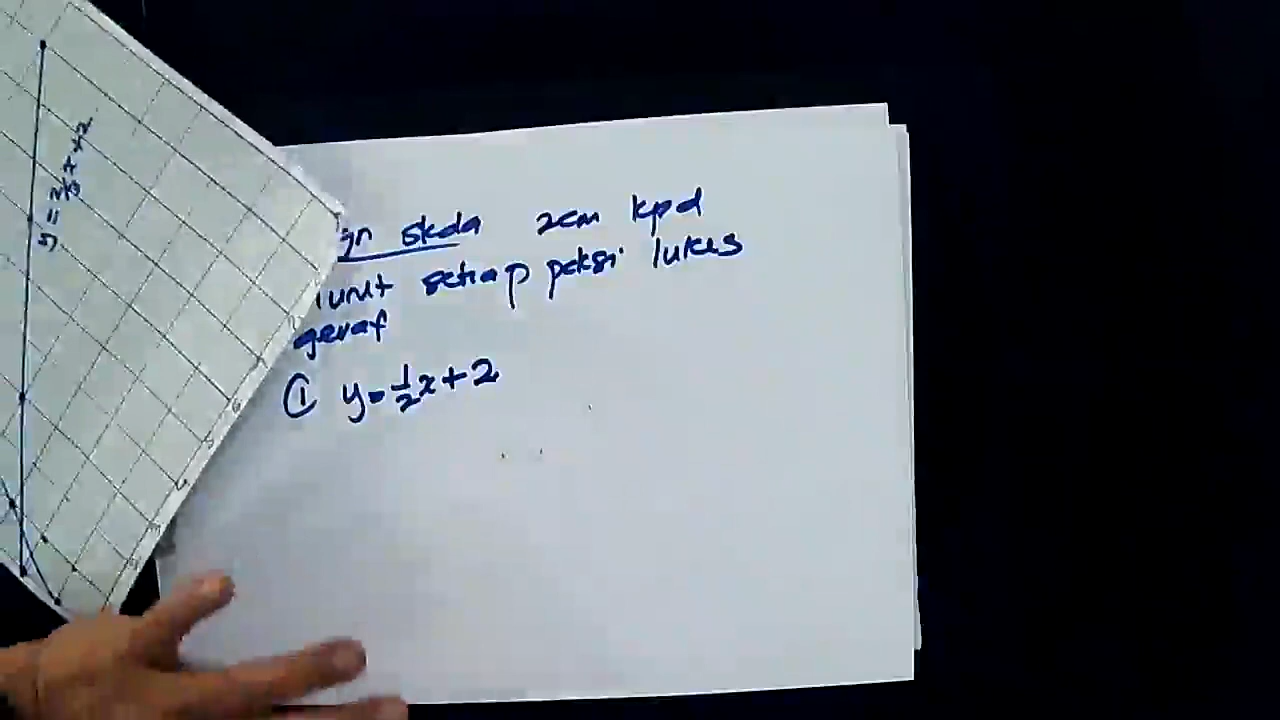 skala 2cm kpd
1 unit setiap paksi lukis
geraf
① y=½x+2